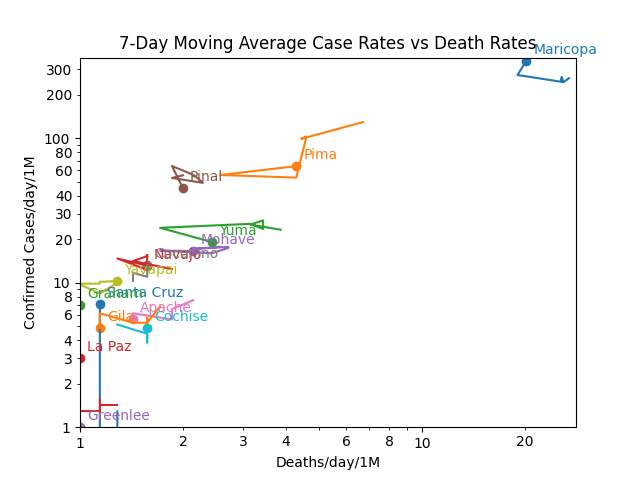 7-Day Moving Average Case Rates vs Death Rates
Maricopa
300
200
Confirmed Cases/day/1M
100
80
Pima
60
Pinal
40
30
Yuma
20
Mohave
Navajo
Yavapai
10
Santa Cruz
Graham
8
6
Apache
Gila
Cochise
4
La Paz
3
2
Greenlee
1
1 2 3 4 6 8 10 20
Deaths/day/1M